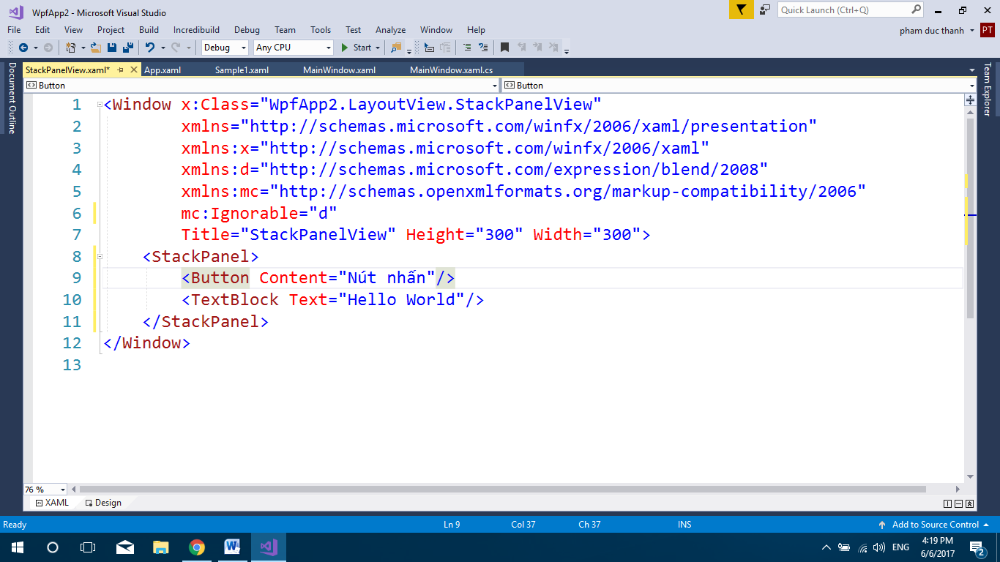 WpfApp2 - Microsoft Visual Studio
Quick Launch (Ctrl+Q)
File Edit View Project Build Incredibuild Debug Team Tools Test Analyze Window Help
pham duc thanh PT
Debug Any CPU Start
Document Outline
StackPanelView.xaml* App.xaml Sample1.xaml MainWindow.xaml MainWindow.xaml.cs
Team Explorer
Button Button
1 <Window x:Class="WpfApp2.LayoutView.StackPanelView"
2 xmlns="http://schemas.microsoft.com/winfx/2006/xaml/presentation"
3 xmlns:x="http://schemas.microsoft.com/winfx/2006/xaml"
4 xmlns:d="http://schemas.microsoft.com/expression/blend/2008"
5 xmlns:mc="http://schemas.openxmlformats.org/markup-compatibility/2006"
6 mc:Ignorable="d"
7 Title="StackPanelView" Height="300" Width="300">
8 <StackPanel>
9 <Button Content="Nút nhấn"/>
10 <TextBlock Text="Hello World"/>
11 </StackPanel>
12 </Window>
13
76 %
XAML Design
Ready Ln 9 Col 37 Ch 37 INS Add to Source Control
ENG
4:19 PM
6/6/2017
2